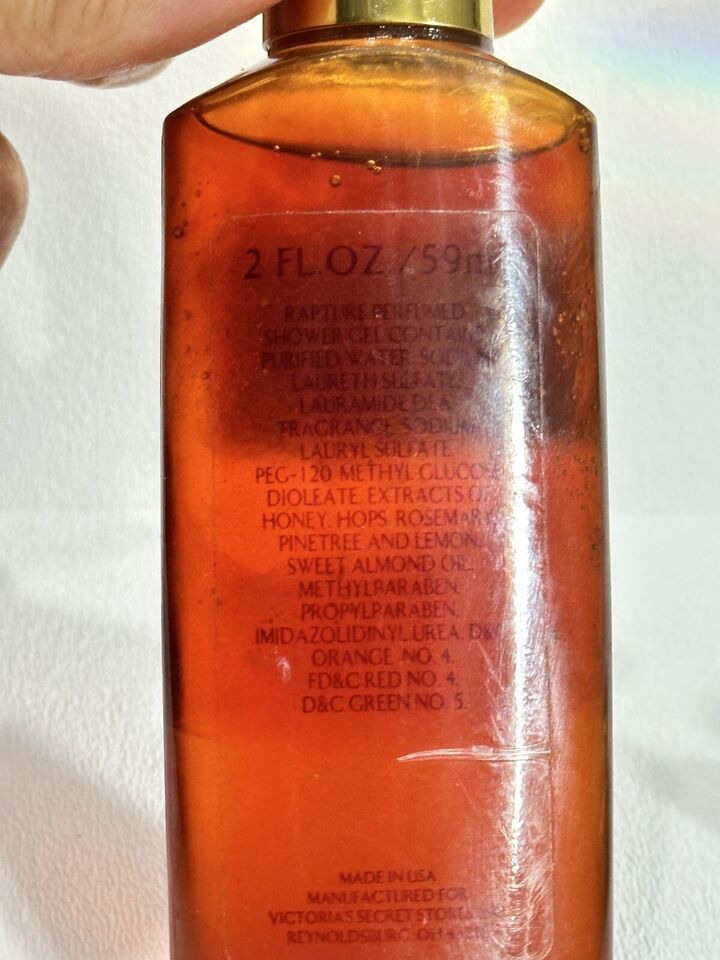 2 FL.OZ /59ml
RAPTURE PERFUMED
SHOWER GEL CONTAINS
PURIFIED WATER, SODIUM
LAURETH SULFATE,
LAURAMIDE DEA,
FRAGRANCE, SODIUM
LAURYL SULFATE,
PEG-120 METHYL GLUCOSE
DIOLEATE, EXTRACTS OF
HONEY, HOPS, ROSEMARY,
PINETREE AND LEMON,
SWEET ALMOND OIL,
METHYLPARABEN,
PROPYLPARABEN,
IMIDAZOLIDINYL UREA, D&C
ORANGE NO. 4,
FD&C RED NO. 4,
D&C GREEN NO. 5.
MADE IN USA
MANUFACTURED FOR
VICTORIA'S SECRET STORES
REYNOLDSBURG, OH